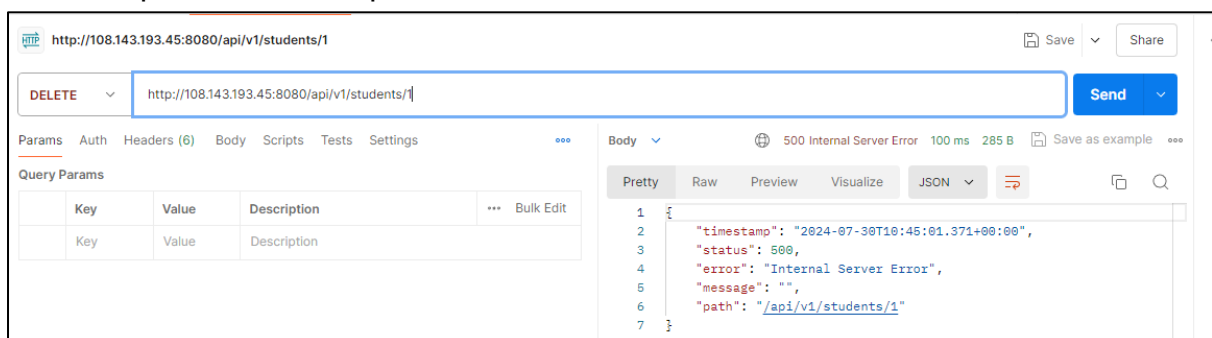 HTTP http://108.143.193.45:8080/api/v1/students/1 Save Share
DELETE http://108.143.193.45:8080/api/v1/students/1 Send
Params Auth Headers (6) Body Scripts Tests Settings
Query Params
Key Value Description Bulk Edit
Key Value Description
Body 500 Internal Server Error 100 ms 285 B Save as example
Pretty Raw Preview Visualize JSON
1 {
2 "timestamp": "2024-07-30T10:45:01.371+00:00",
3 "status": 500,
4 "error": "Internal Server Error",
5 "message": "",
6 "path": "/api/v1/students/1"
7 }